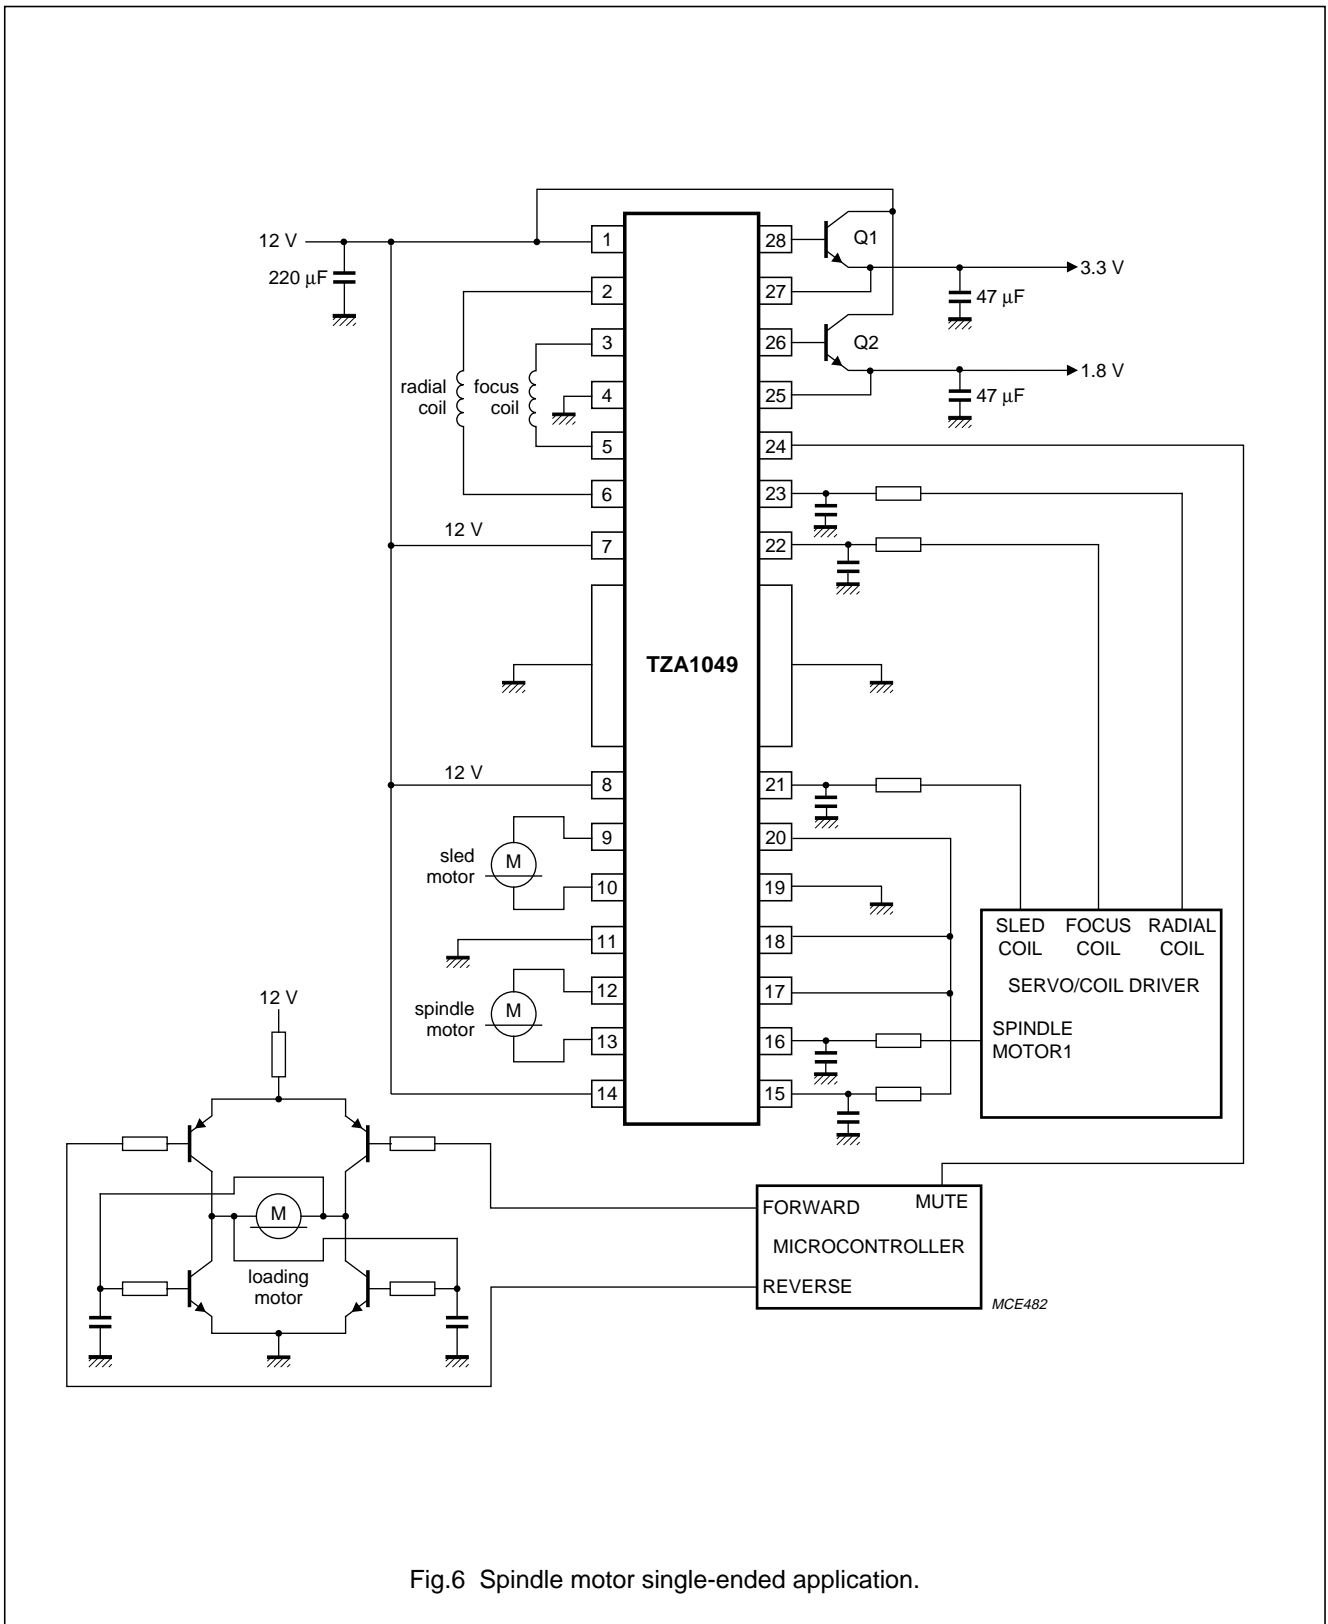 12 V
220 µF
1
28
Q1
3.3 V
2
27
47 µF
3
26
Q2
1.8 V
radial
coil
focus
coil
4
25
47 µF
5
24
6
23
12 V
7
22
TZA1049
12 V
8
21
9
20
sled
motor
M
10
19
11
18
SLED
COIL
FOCUS
COIL
RADIAL
COIL
SERVO/COIL DRIVER
12
17
spindle
motor
M
12 V
13
16
SPINDLE
MOTOR1
14
15
M
loading
motor
FORWARD
MUTE
MICROCONTROLLER
REVERSE
MCE482
Fig.6 Spindle motor single-ended application.